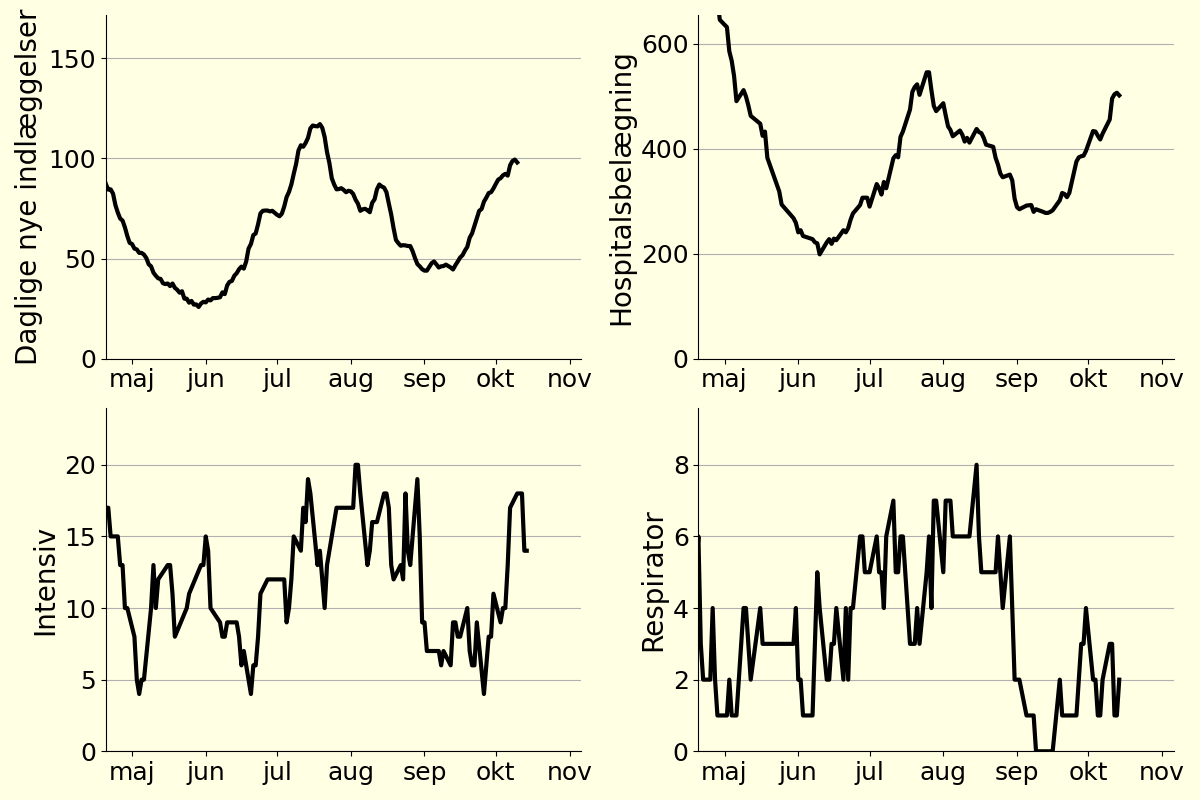 Daglige nye indlæggelser
150
100
50
0
maj jun jul aug sep okt nov
Hospitalsbelægning
600
400
200
0
maj jun jul aug sep okt nov
Intensiv
20
15
10
5
0
maj jun jul aug sep okt nov
Respirator
8
6
4
2
0
maj jun jul aug sep okt nov